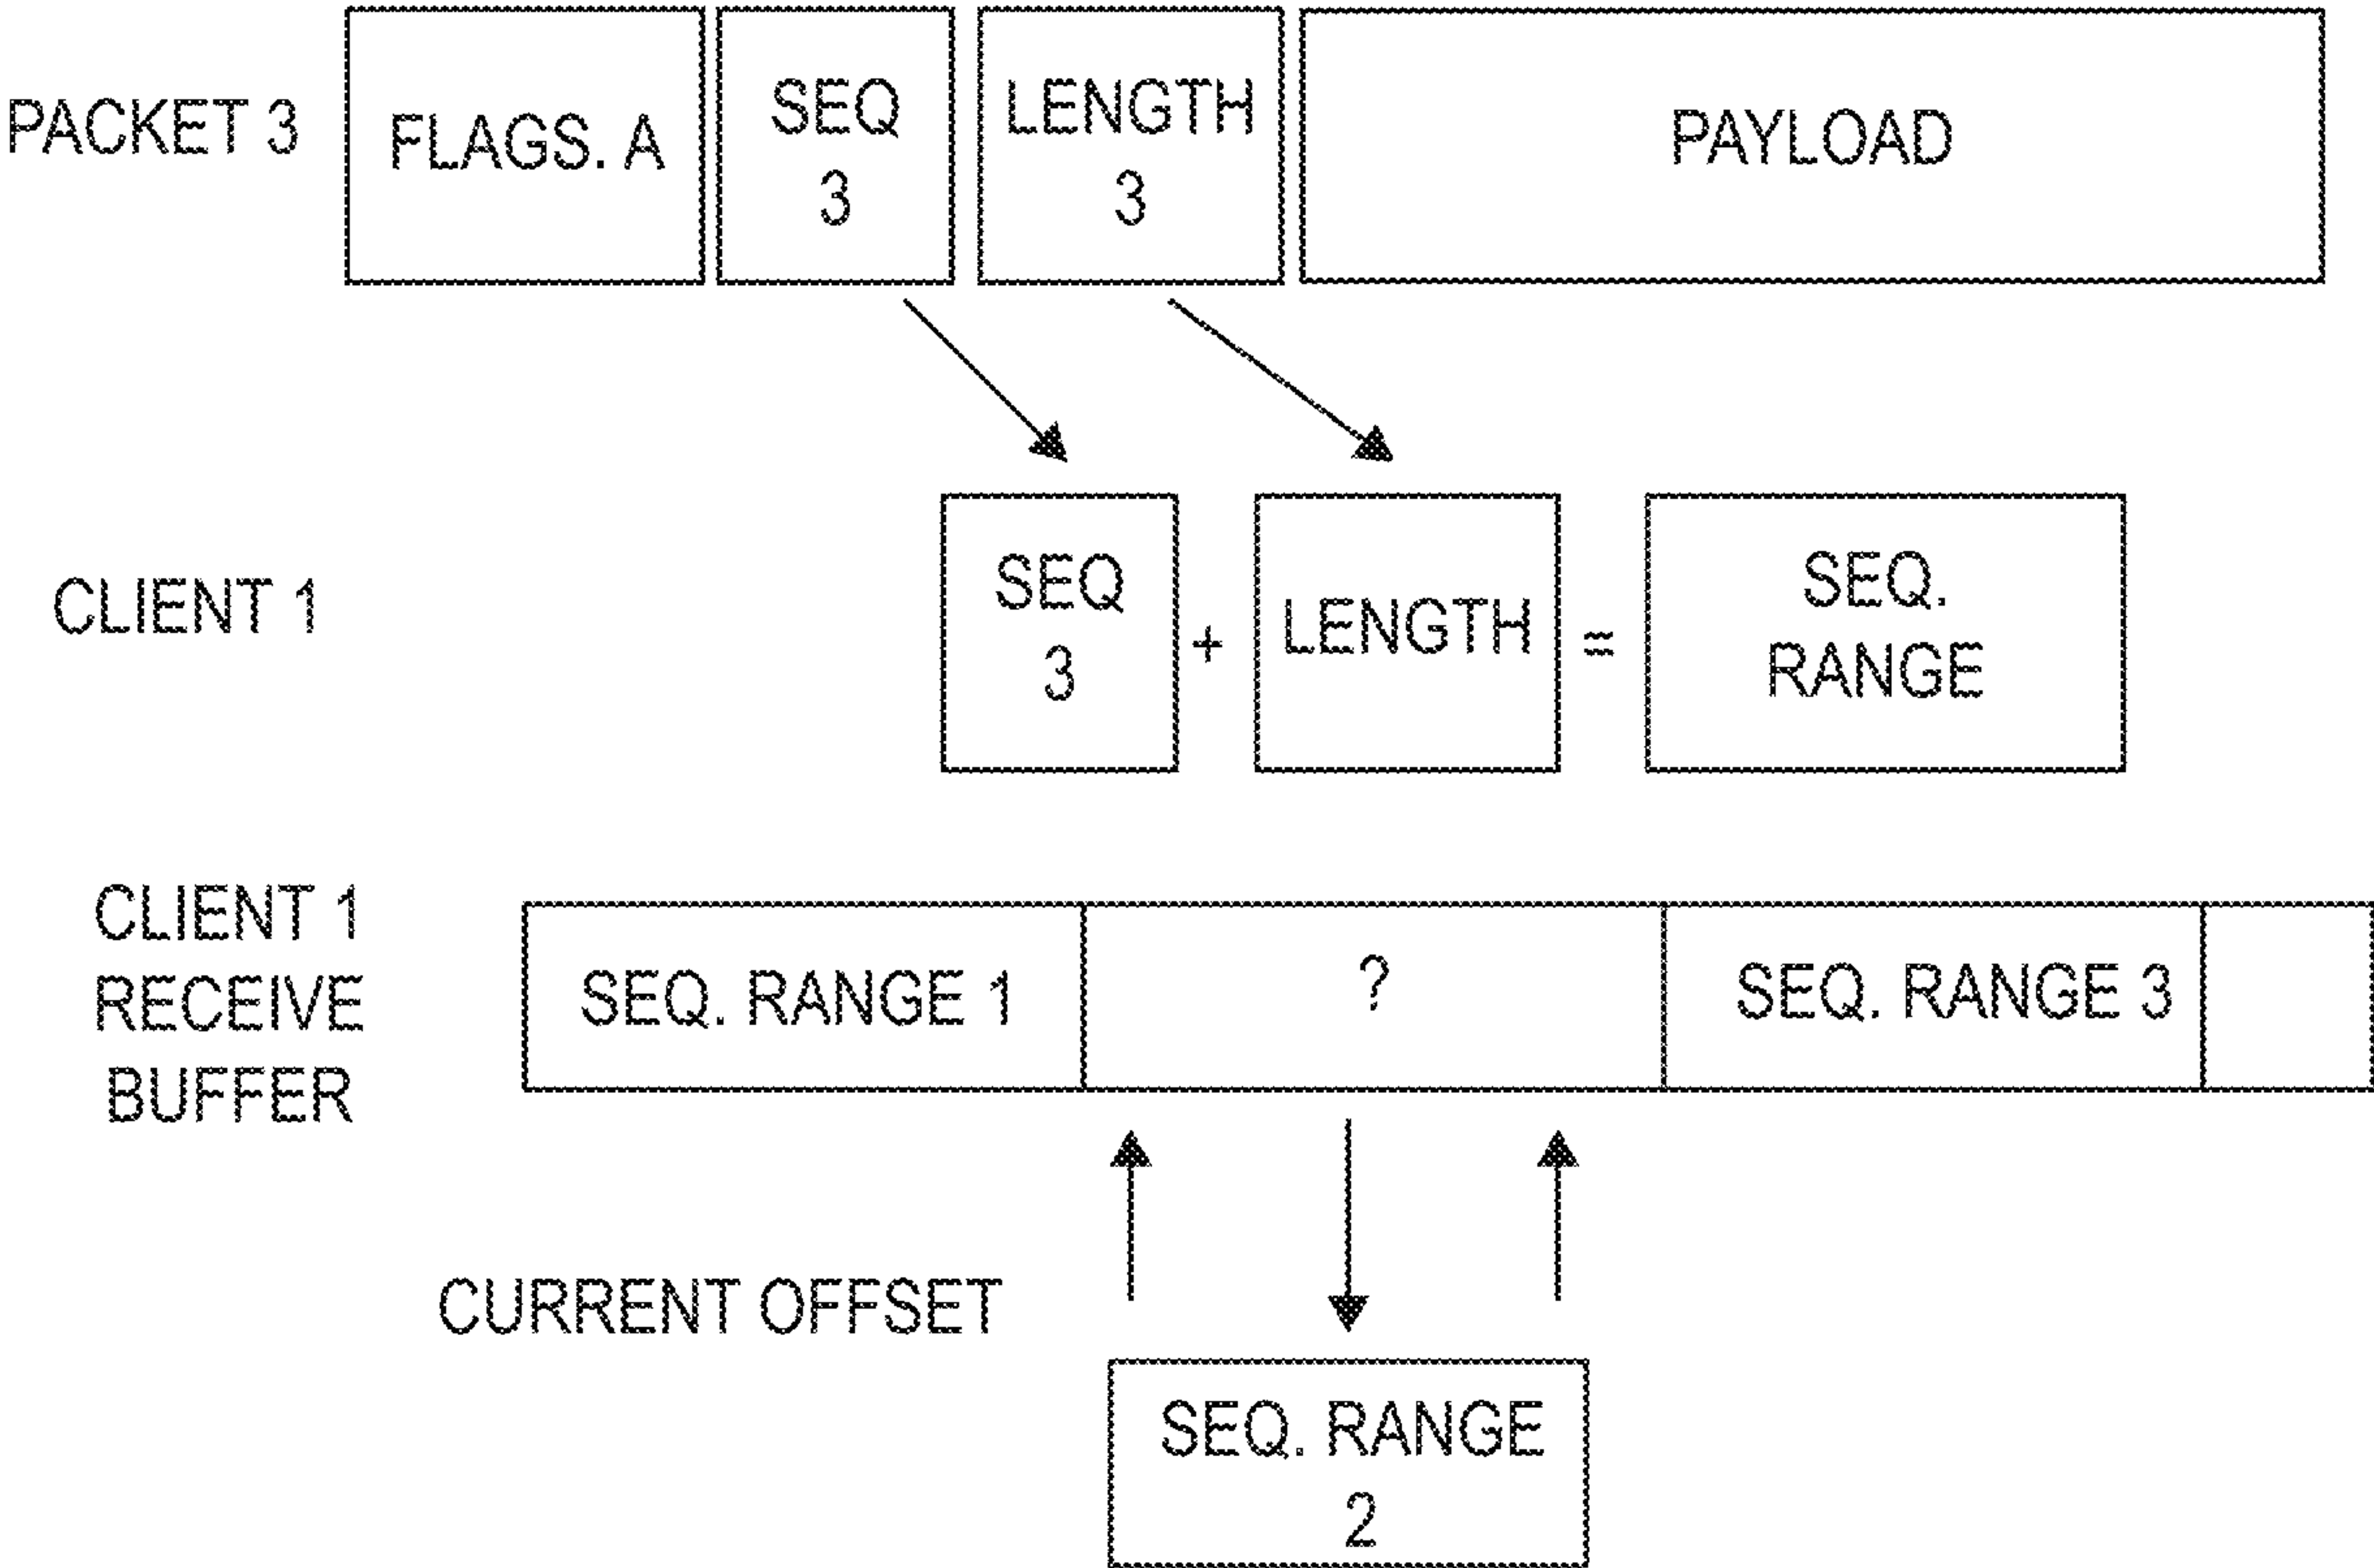 PACKET 3
FLAGS. A
SEQ
3
LENGTH
3
PAYLOAD
CLIENT 1
SEQ
3
+
LENGTH
=
SEQ.
RANGE
CLIENT 1
RECEIVE
BUFFER
SEQ. RANGE 1
?
SEQ. RANGE 3
CURRENT OFFSET
SEQ. RANGE
2